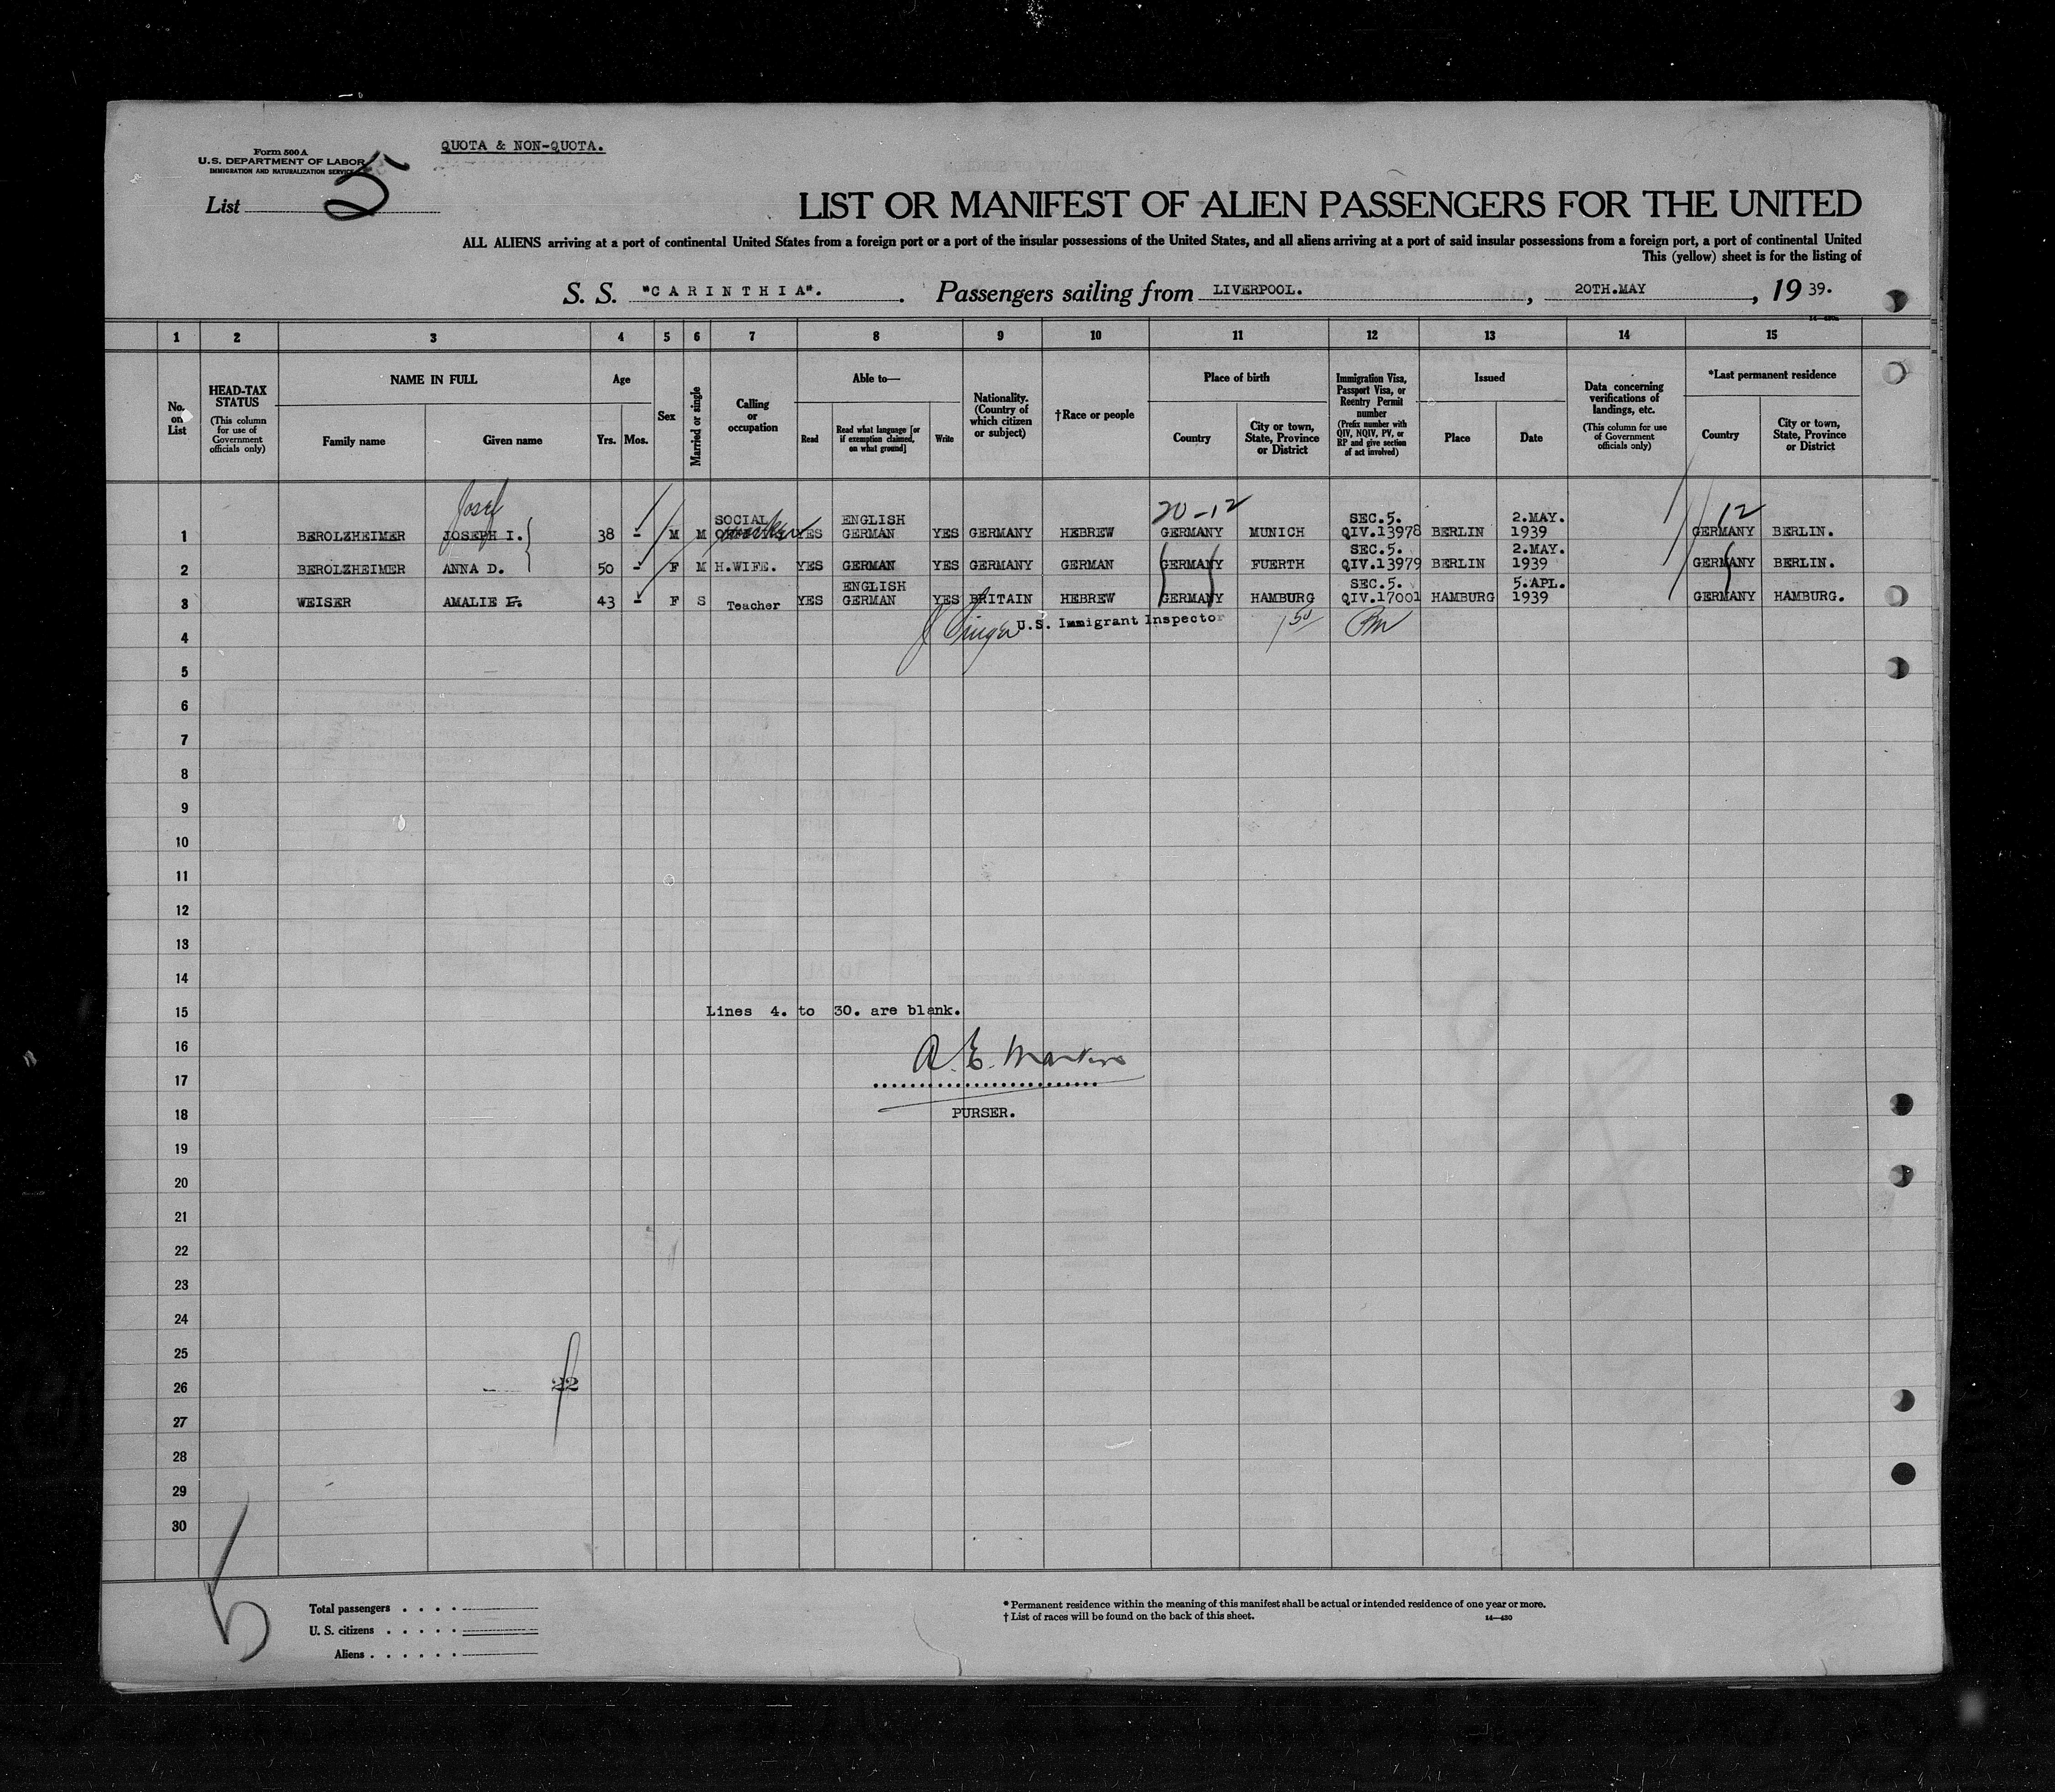 Form 500 A
U.S. DEPARTMENT OF LABOR
IMMIGRATION AND NATURALIZATION SERVICE
QUOTA & NON-QUOTA.
List 5
LIST OR MANIFEST OF ALIEN PASSENGERS FOR THE UNITED
ALL ALIENS arriving at a port of continental United States from a foreign port or a port of the insular possessions of the United States, and all aliens arriving at a port of said insular possessions from a foreign port, a port of continental United
This (yellow) sheet is for the listing of
S. S. "CARINTHIA". Passengers sailing from LIVERPOOL. , 20TH.MAY , 19 39.
1 2 3 4 5 6 7 8 9 10 11 12 13 14 15
No. on List
HEAD-TAX STATUS
(This column for use of Government officials only)
NAME IN FULL
Family name
Given name
Age
Yrs.
Mos.
Sex
Married or single
Calling or occupation
Able to—
Read
Read what language [or if exemption claimed, on what ground]
Write
Nationality. (Country of which citizen or subject)
†Race or people
Place of birth
Country
City or town, State, Province or District
Immigration Visa, Passport Visa, or Reentry Permit number
(Prefix number with QIV, NQIV, PV, or RP and give section of act involved)
Issued
Place
Date
Data concerning verifications of landings, etc.
(This column for use of Government officials only)
*Last permanent residence
Country
City or town, State, Province or District
Josef
20-12
12
SOCIAL ENGLISH SEC.5. 2.MAY.
1 BEROLZHEIMER JOSEPH I. 38 - M M worker YES GERMAN YES GERMANY HEBREW GERMANY MUNICH QIV.13978 BERLIN 1939 GERMANY BERLIN.
SEC.5. 2.MAY.
2 BEROLZHEIMER ANNA D. 50 - F M H.WIFE. YES GERMAN YES GERMANY GERMAN GERMANY FUERTH QIV.13979 BERLIN 1939 GERMANY BERLIN.
ENGLISH SEC.5. 5.APL.
3 WEISER AMALIE F. 43 - F S Teacher YES GERMAN YES BRITAIN HEBREW GERMANY HAMBURG QIV.17001 HAMBURG 1939 GERMANY HAMBURG.
4 J Singer U.S. Immigrant Inspector
5
6
7
8
9
10
11
12
13
14
15 Lines 4. to 30. are blank.
16 A. E. 
17
18 PURSER.
19
20
21
22
23
24
25
26 22
27
28
29
30
5
Total passengers
U. S. citizens
Aliens
* Permanent residence within the meaning of this manifest shall be actual or intended residence of one year or more.
† List of races will be found on the back of this sheet.
14—430